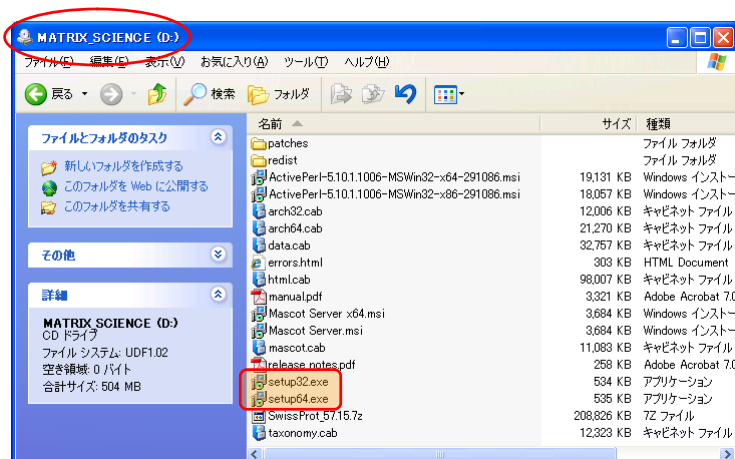 MATRIX_SCIENCE (D:)
ファイル(F) 編集(E) 表示(V) お気に入り(A) ツール(T) ヘルプ(H)
戻る 検索 フォルダ
ファイルとフォルダのタスク
新しいフォルダを作成する
このフォルダを Web に公開する
このフォルダを共有する
その他
詳細
MATRIX_SCIENCE (D:)
CD ドライブ
ファイル システム: UDF1.02
空き領域: 0 バイト
合計サイズ: 504 MB
名前 サイズ 種類
patches ファイル フォルダ
redist ファイル フォルダ
ActivePerl-5.10.1.1006-MSWin32-x64-291086.msi 19,131 KB Windows インストー
ActivePerl-5.10.1.1006-MSWin32-x86-291086.msi 18,057 KB Windows インストー
arch32.cab 12,006 KB キャビネット ファイル
arch64.cab 21,270 KB キャビネット ファイル
data.cab 32,757 KB キャビネット ファイル
errors.html 303 KB HTML Document
html.cab 98,007 KB キャビネット ファイル
manual.pdf 3,321 KB Adobe Acrobat 7.0
Mascot Server x64.msi 3,684 KB Windows インストー
Mascot Server.msi 3,684 KB Windows インストー
mascot.cab 11,083 KB キャビネット ファイル
release notes.pdf 258 KB Adobe Acrobat 7.0
setup32.exe 534 KB アプリケーション
setup64.exe 535 KB アプリケーション
SwissProt_57.15.7z 208,826 KB 7Z ファイル
taxonomy.cab 12,323 KB キャビネット ファイル